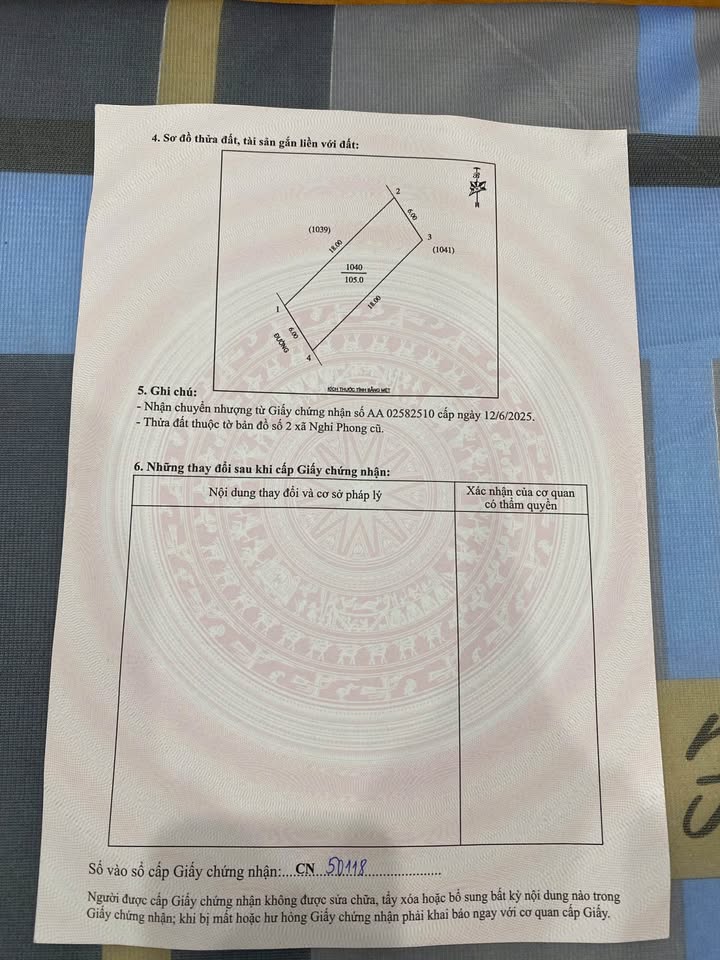 4. Sơ đồ thửa đất, tài sản gắn liền với đất:
B
2
6.00
(1039)
18.00
3
(1041)
1040
105.0
18.00
1
6.00
ĐƯỜNG
4
KÍCH THƯỚC TÍNH BẰNG MÉT
5. Ghi chú:
- Nhận chuyển nhượng từ Giấy chứng nhận số AA 02582510 cấp ngày 12/6/2025.
- Thửa đất thuộc tờ bản đồ số 2 xã Nghi Phong cũ.
6. Những thay đổi sau khi cấp Giấy chứng nhận:
Nội dung thay đổi và cơ sở pháp lý
Xác nhận của cơ quan
có thẩm quyền
Số vào sổ cấp Giấy chứng nhận:....CN...50118......................
Người được cấp Giấy chứng nhận không được sửa chữa, tẩy xóa hoặc bổ sung bất kỳ nội dung nào trong
Giấy chứng nhận; khi bị mất hoặc hư hỏng Giấy chứng nhận phải khai báo ngay với cơ quan cấp Giấy.